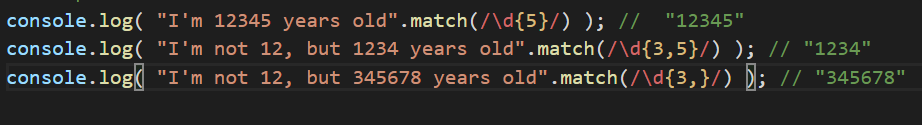 console.log( "I'm 12345 years old".match(/\d{5}/) ); //  "12345"
console.log( "I'm not 12, but 1234 years old".match(/\d{3,5}/) ); // "1234"
console.log( "I'm not 12, but 345678 years old".match(/\d{3,}/) ); // "345678"